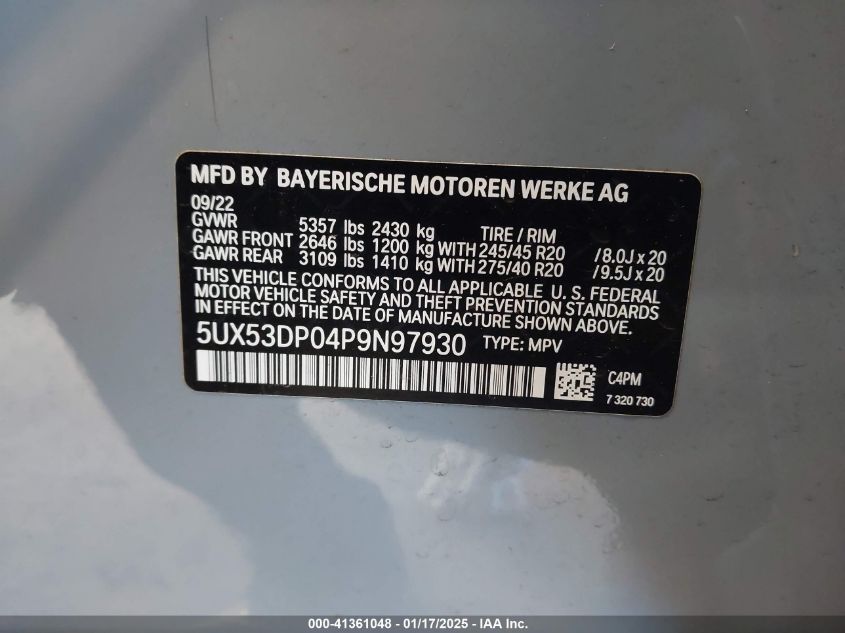 MFD BY BAYERISCHE MOTOREN WERKE AG
09/22
GVWR 5357 lbs 2430 kg TIRE / RIM
GAWR FRONT 2646 lbs 1200 kg WITH 245/45 R20 /8.0J x 20
GAWR REAR 3109 lbs 1410 kg WITH 275/40 R20 /9.5J x 20
THIS VEHICLE CONFORMS TO ALL APPLICABLE U. S. FEDERAL
MOTOR VEHICLE SAFETY AND THEFT PREVENTION STANDARDS
IN EFFECT ON THE DATE OF MANUFACTURE SHOWN ABOVE.
5UX53DP04P9N97930 TYPE: MPV
C4PM
7 320 730
000-41361048 - 01/17/2025 - IAA Inc.